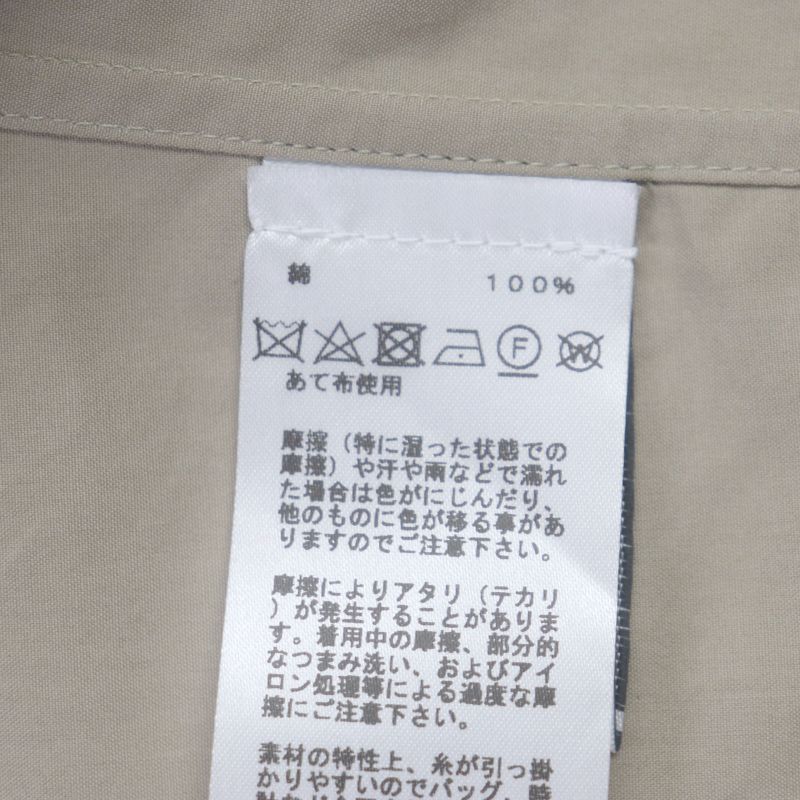 綿 100%
F W
あて布使用
摩擦（特に湿った状態での
摩擦）や汗や雨などで濡れ
た場合は色がにじんだり、
他のものに色が移る事があ
りますのでご注意下さい。
摩擦によりアタリ（テカリ
）が発生することがありま
す。着用中の摩擦、部分的
なつまみ洗い、およびアイ
ロン処理等による過度な摩
擦にご注意下さい。
素材の特性上、糸が引っ掛
かりやすいのでバッグ、時